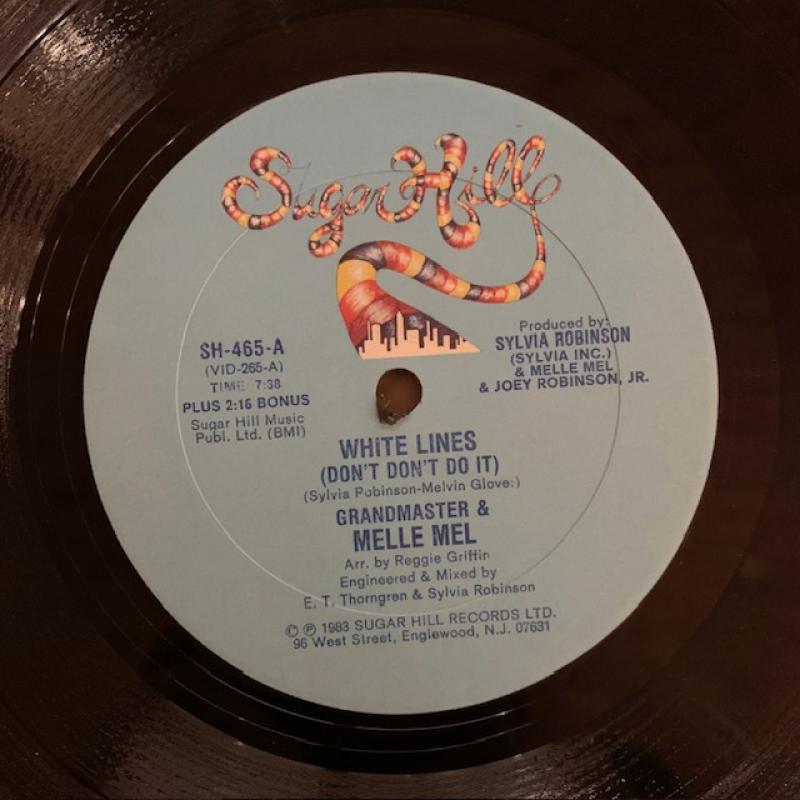 Sugar Hill
SH-465-A
(VID-265-A)
TIME: 7:38
PLUS 2:16 BONUS
Sugar Hill Music
Publ. Ltd. (BMI)
Produced by:
SYLVIA ROBINSON
(SYLVIA INC.)
& MELLE MEL
& JOEY ROBINSON, JR.
WHiTE LINES
(DON'T DON'T DO IT)
(Sylvia Pobinson-Melvin Glove:)
GRANDMASTER &
MELLE MEL
Arr. by Reggie Griffin
Engineered & Mixed by
E. T. Thorngren & Sylvia Robinson
© ℗ 1983 SUGAR HILL RECORDS LTD.
96 West Street, Englewood, N.J. 07631